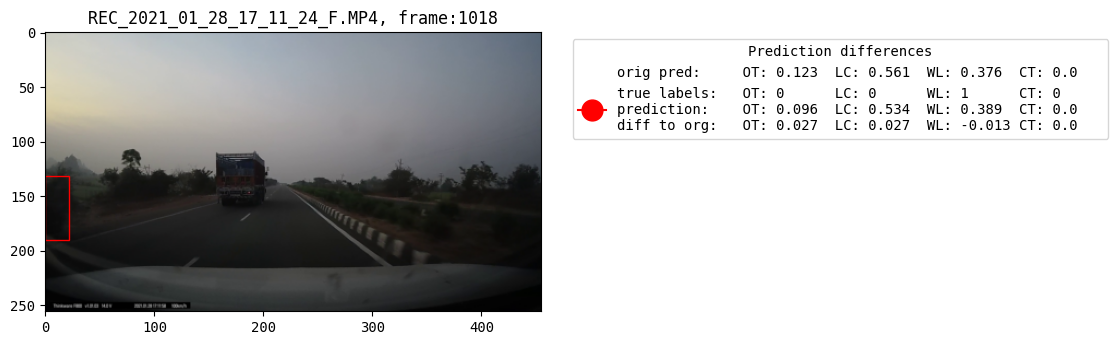 REC_2021_01_28_17_11_24_F.MP4, frame:1018
0
50
100
150
200
250
0 100 200 300 400
Prediction differences
orig pred: OT: 0.123 LC: 0.561 WL: 0.376 CT: 0.0
true labels: OT: 0 LC: 0 WL: 1 CT: 0
prediction: OT: 0.096 LC: 0.534 WL: 0.389 CT: 0.0
diff to org: OT: 0.027 LC: 0.027 WL: -0.013 CT: 0.0